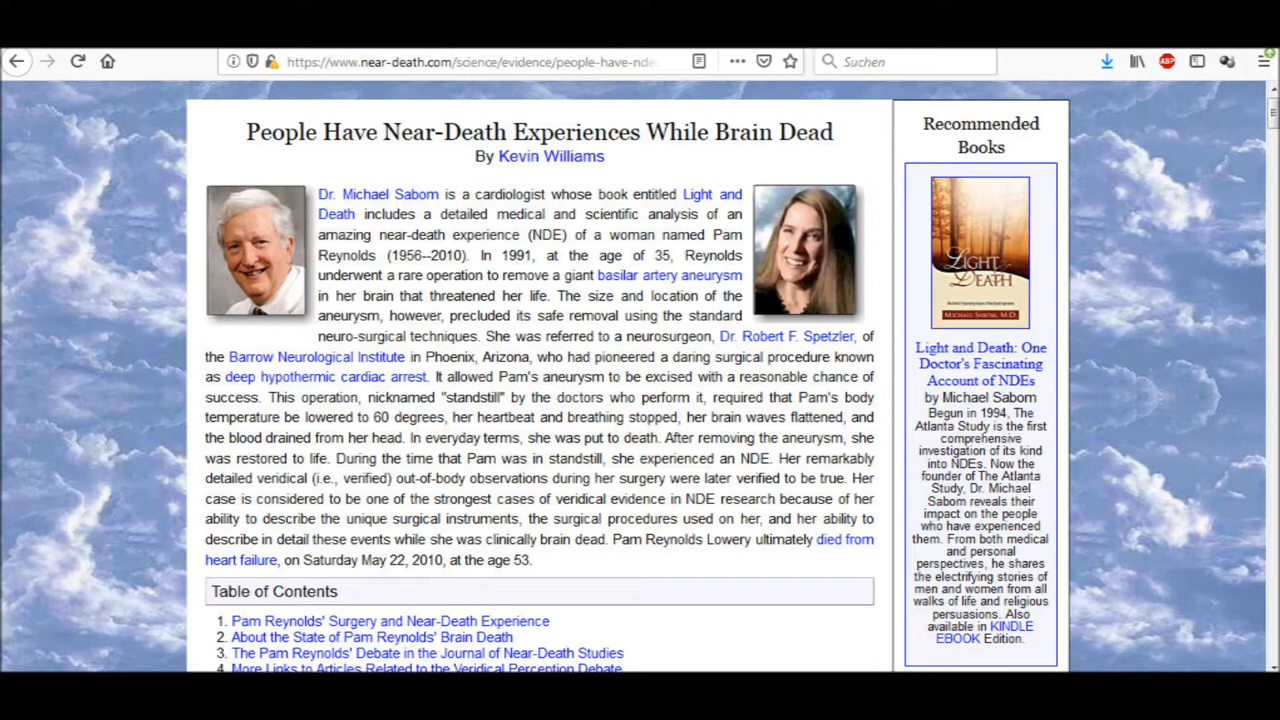 https://www.near-death.com/science/evidence/people-have-nde
Suchen
ABP
People Have Near-Death Experiences While Brain Dead
By Kevin Williams
Dr. Michael Sabom is a cardiologist whose book entitled Light and
Death includes a detailed medical and scientific analysis of an
amazing near-death experience (NDE) of a woman named Pam
Reynolds (1956--2010). In 1991, at the age of 35, Reynolds
underwent a rare operation to remove a giant basilar artery aneurysm
in her brain that threatened her life. The size and location of the
aneurysm, however, precluded its safe removal using the standard
neuro-surgical techniques. She was referred to a neurosurgeon, Dr. Robert F. Spetzler, of
the Barrow Neurological Institute in Phoenix, Arizona, who had pioneered a daring surgical procedure known
as deep hypothermic cardiac arrest. It allowed Pam's aneurysm to be excised with a reasonable chance of
success. This operation, nicknamed "standstill" by the doctors who perform it, required that Pam's body
temperature be lowered to 60 degrees, her heartbeat and breathing stopped, her brain waves flattened, and
the blood drained from her head. In everyday terms, she was put to death. After removing the aneurysm, she
was restored to life. During the time that Pam was in standstill, she experienced an NDE. Her remarkably
detailed veridical (i.e., verified) out-of-body observations during her surgery were later verified to be true. Her
case is considered to be one of the strongest cases of veridical evidence in NDE research because of her
ability to describe the unique surgical instruments, the surgical procedures used on her, and her ability to
describe in detail these events while she was clinically brain dead. Pam Reynolds Lowery ultimately died from
heart failure, on Saturday May 22, 2010, at the age 53.
Table of Contents
1. Pam Reynolds' Surgery and Near-Death Experience
2. About the State of Pam Reynolds' Brain Death
3. The Pam Reynolds' Debate in the Journal of Near-Death Studies
4. More Links to Articles Related to the Veridical Perception Debate
Recommended
Books
LIGHT
DEATH
MICHAEL SABOM, M.D.
Light and Death: One
Doctor's Fascinating
Account of NDEs
by Michael Sabom
Begun in 1994, The
Atlanta Study is the first
comprehensive
investigation of its kind
into NDEs. Now the
founder of The Atlanta
Study, Dr. Michael
Sabom reveals their
impact on the people
who have experienced
them. From both medical
and personal
perspectives, he shares
the electrifying stories of
men and women from all
walks of life and religious
persuasions. Also
available in KINDLE
EBOOK Edition.